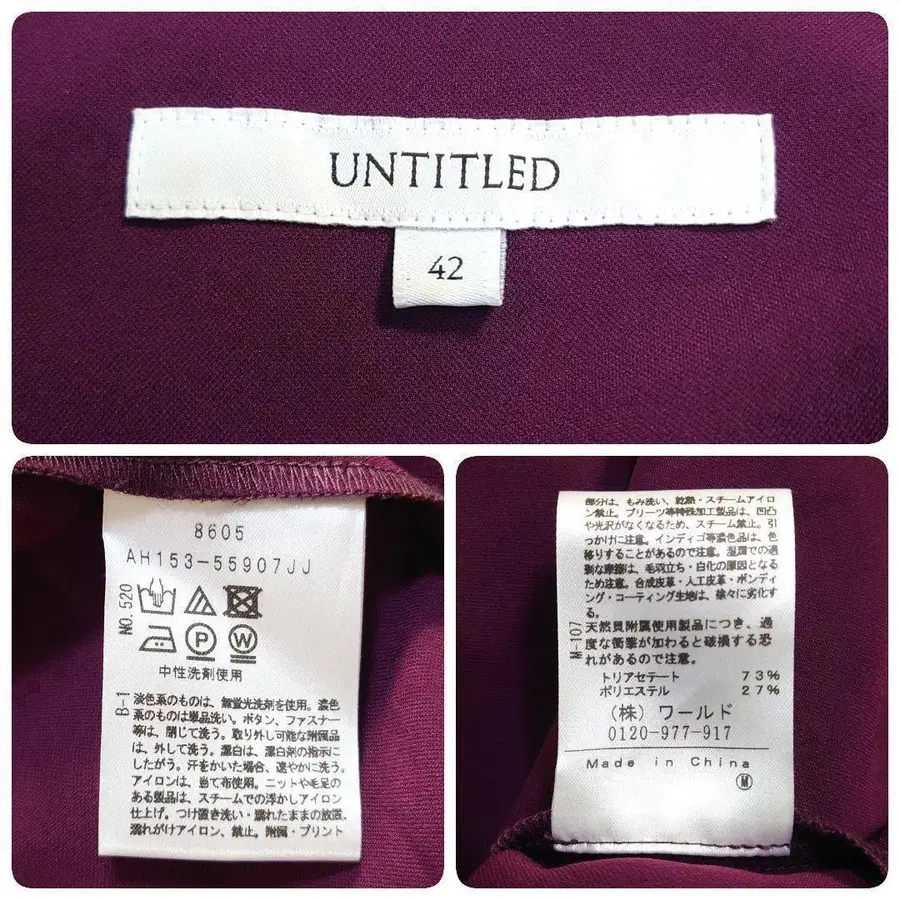 UNTITLED
42
8605
AH153-55907JJ
NO.520
中性洗剤使用
B-1
淡色系のものは、無蛍光洗剤を使用。濃色
系のものは単品洗い。ボタン、ファスナー
等は、閉じて洗う。取り外し可能な附属品
は、外して洗う。漂白は、漂白剤の指示に
したがう。汗をかいた場合、速やかに洗う。
アイロンは、当て布使用。ニットや毛足の
ある製品は、スチームでの浮かしアイロン
仕上げ。つけ置き洗い・濡れたままの放置、
濡れがけアイロン、禁止。附属・プリント
部分は、もみ洗い、乾熱・スチームアイロ
ン禁止。プリーツ等特殊加工製品は、凹凸
や光沢がなくなるため、スチーム禁止。引
っかけに注意。インディゴ等濃色品は、色
移りすることがあるので注意。湿潤での過
剰な摩擦は、毛羽立ち・白化の原因となる
ため注意。合成皮革・人工皮革・ボンディ
ング・コーティング生地は、徐々に劣化す
る。
M-107
天然貝附属使用製品につき、過
度な衝撃が加わると破損する恐
れがあるので注意。
トリアセテート 73%
ポリエステル 27%
(株) ワールド
0120-977-917
Made in China
M